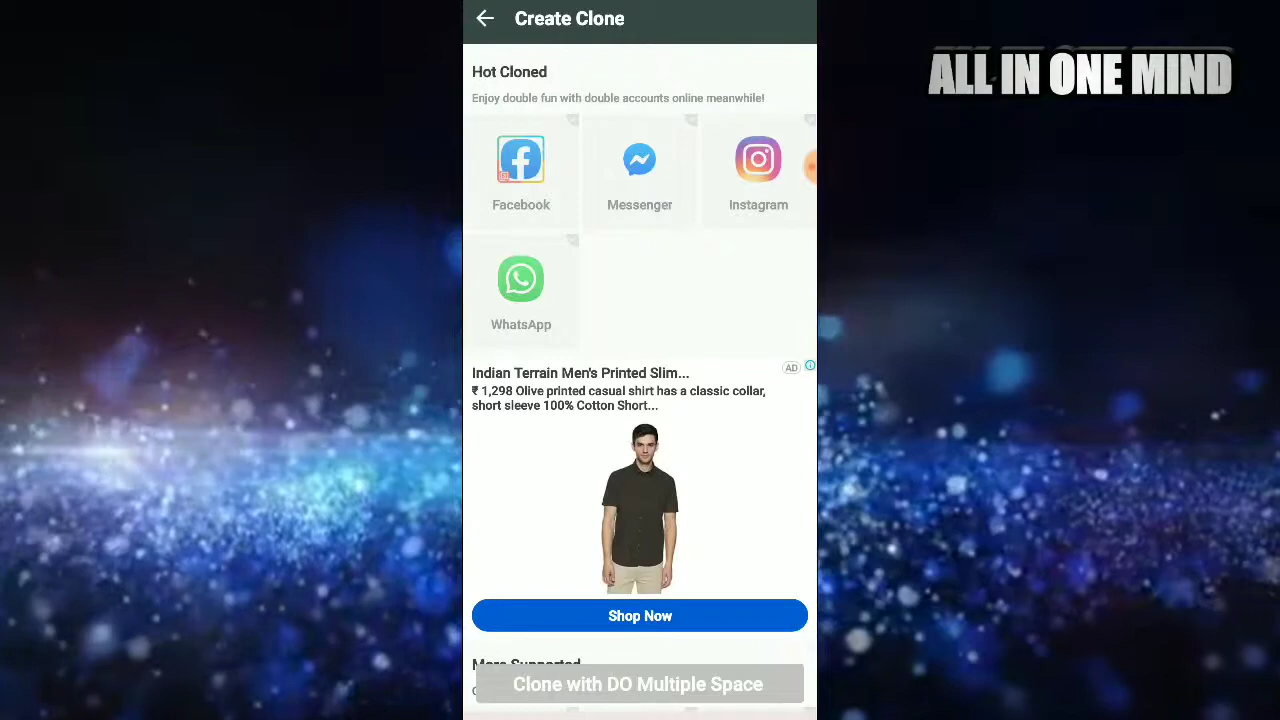 Create Clone
ALL IN ONE MIND
Hot Cloned
Enjoy double fun with double accounts online meanwhile!
Facebook
Messenger
Instagram
WhatsApp
Indian Terrain Men's Printed Slim...
AD
₹ 1,298 Olive printed casual shirt has a classic collar,
short sleeve 100% Cotton Short...
Shop Now
More Supported
Clone with DO Multiple Space